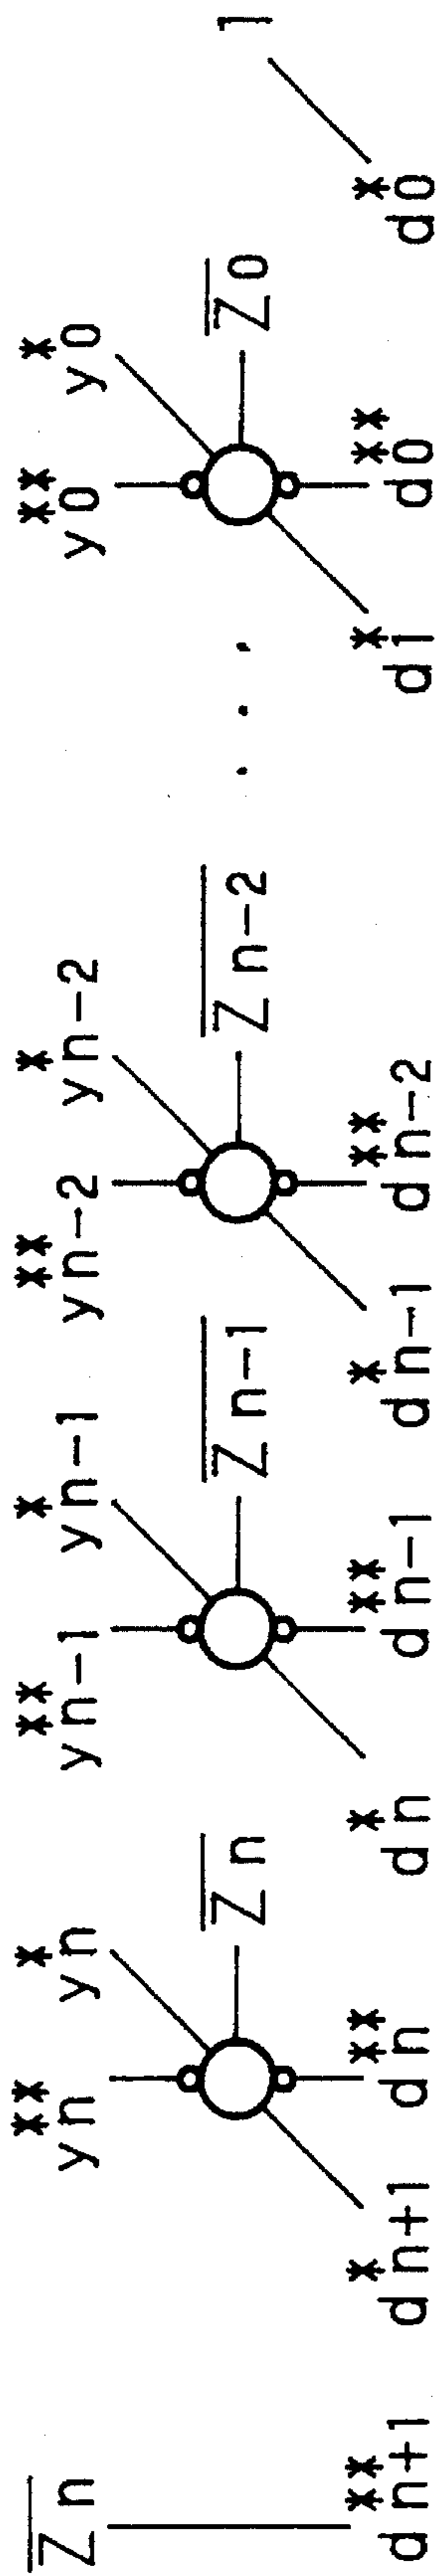 Z̅n yn** yn* yn-1** yn-1* yn-2** yn-2* y0** y0* 1
Z̅n Z̅n-1 Z̅n-2 ... Z̅0
dn+1** dn+1* dn** dn* dn-1** dn-1* dn-2** d1* d0** d0*